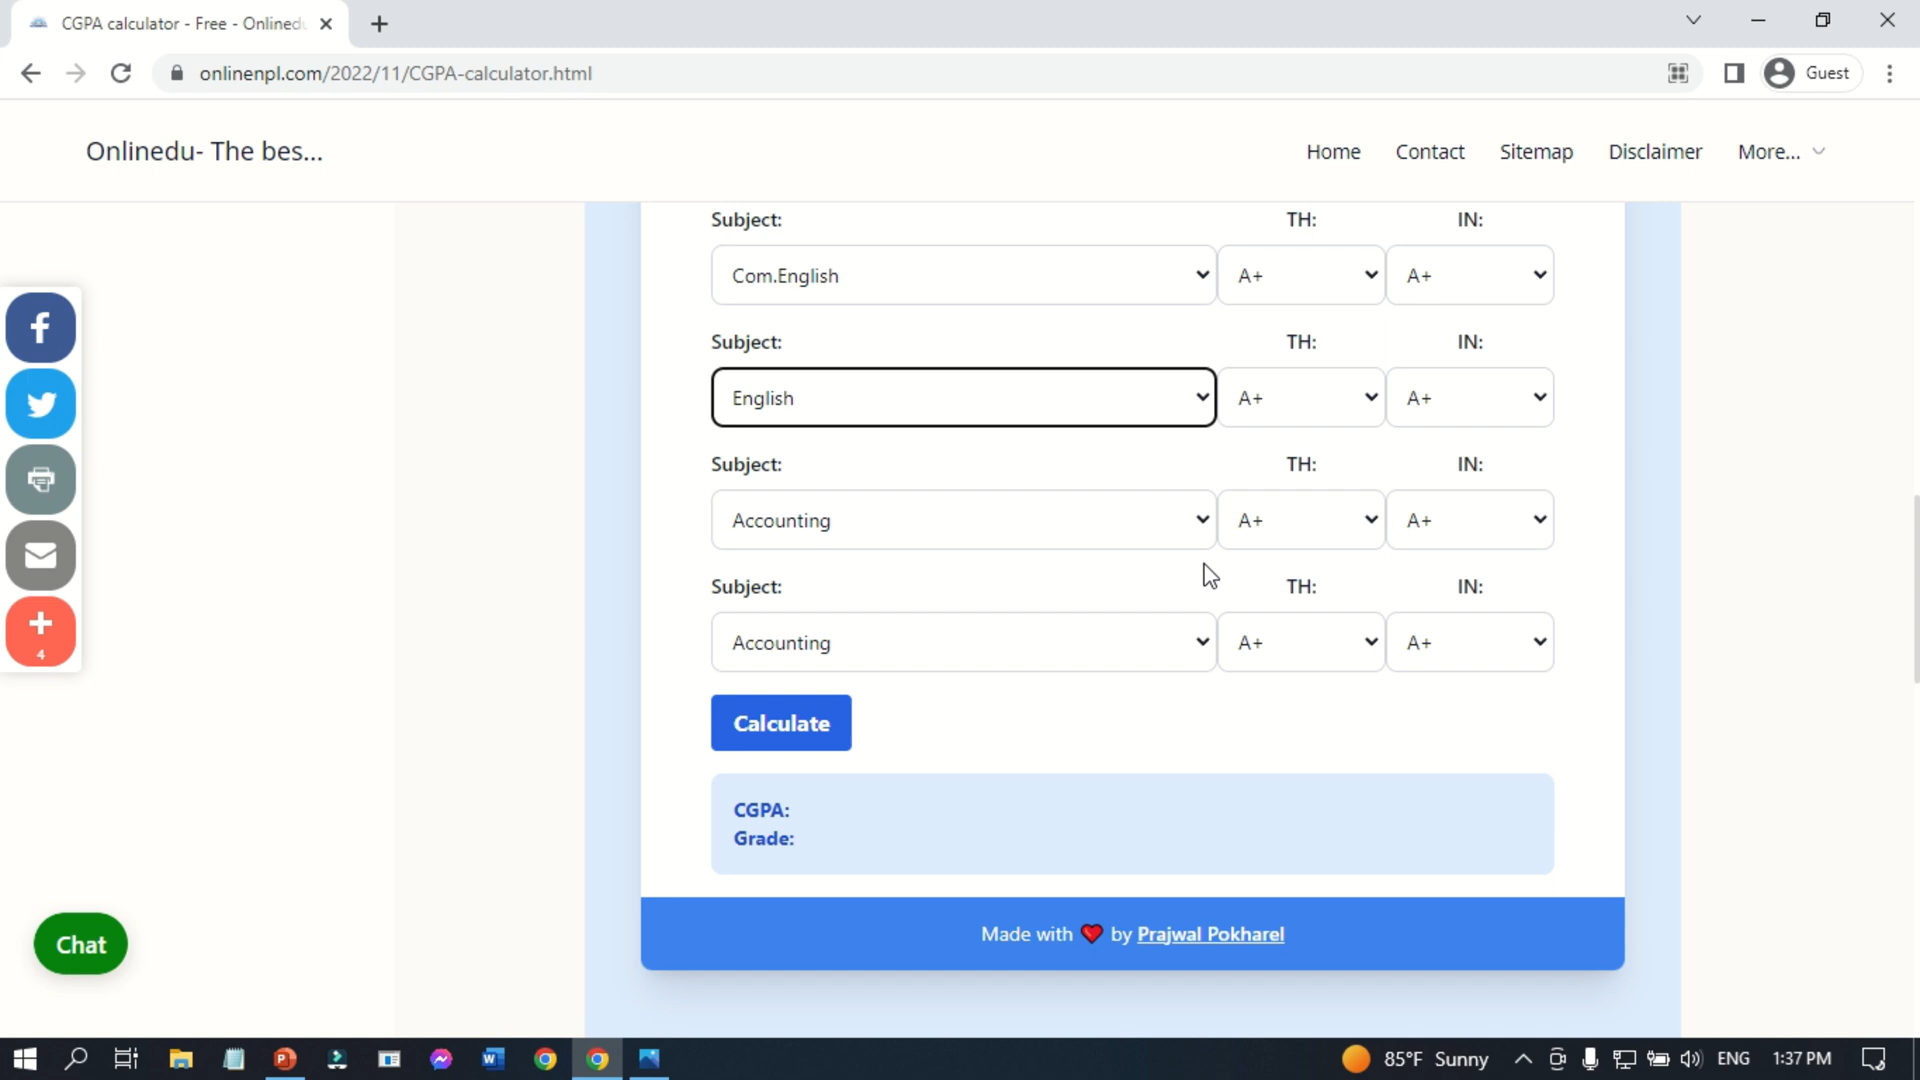 CGPA calculator - Free - Onlinedu
onlinenpl.com/2022/11/CGPA-calculator.html
Guest
Onlinedu- The bes...
Home Contact Sitemap Disclaimer More...
Subject: TH: IN:
Com.English A+ A+
Subject: TH: IN:
English A+ A+
Subject: TH: IN:
Accounting A+ A+
Subject: TH: IN:
Accounting A+ A+
Calculate
CGPA:
Grade:
Made with ❤ by Prajwal Pokharel
4
Chat
85°F Sunny ENG 1:37 PM